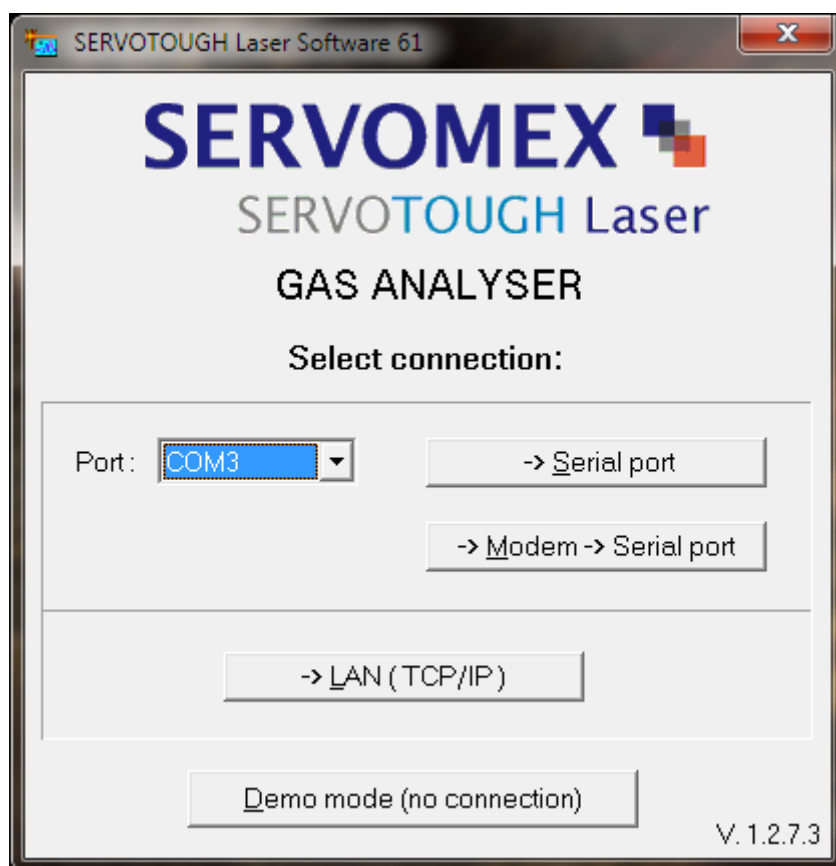 SERVOTOUGH Laser Software 61
SERVOMEX
SERVOTOUGH Laser
GAS ANALYSER
Select connection:
Port : COM3 -> Serial port
-> Modem -> Serial port
-> LAN ( TCP/IP )
Demo mode (no connection)
V. 1.2.7.3